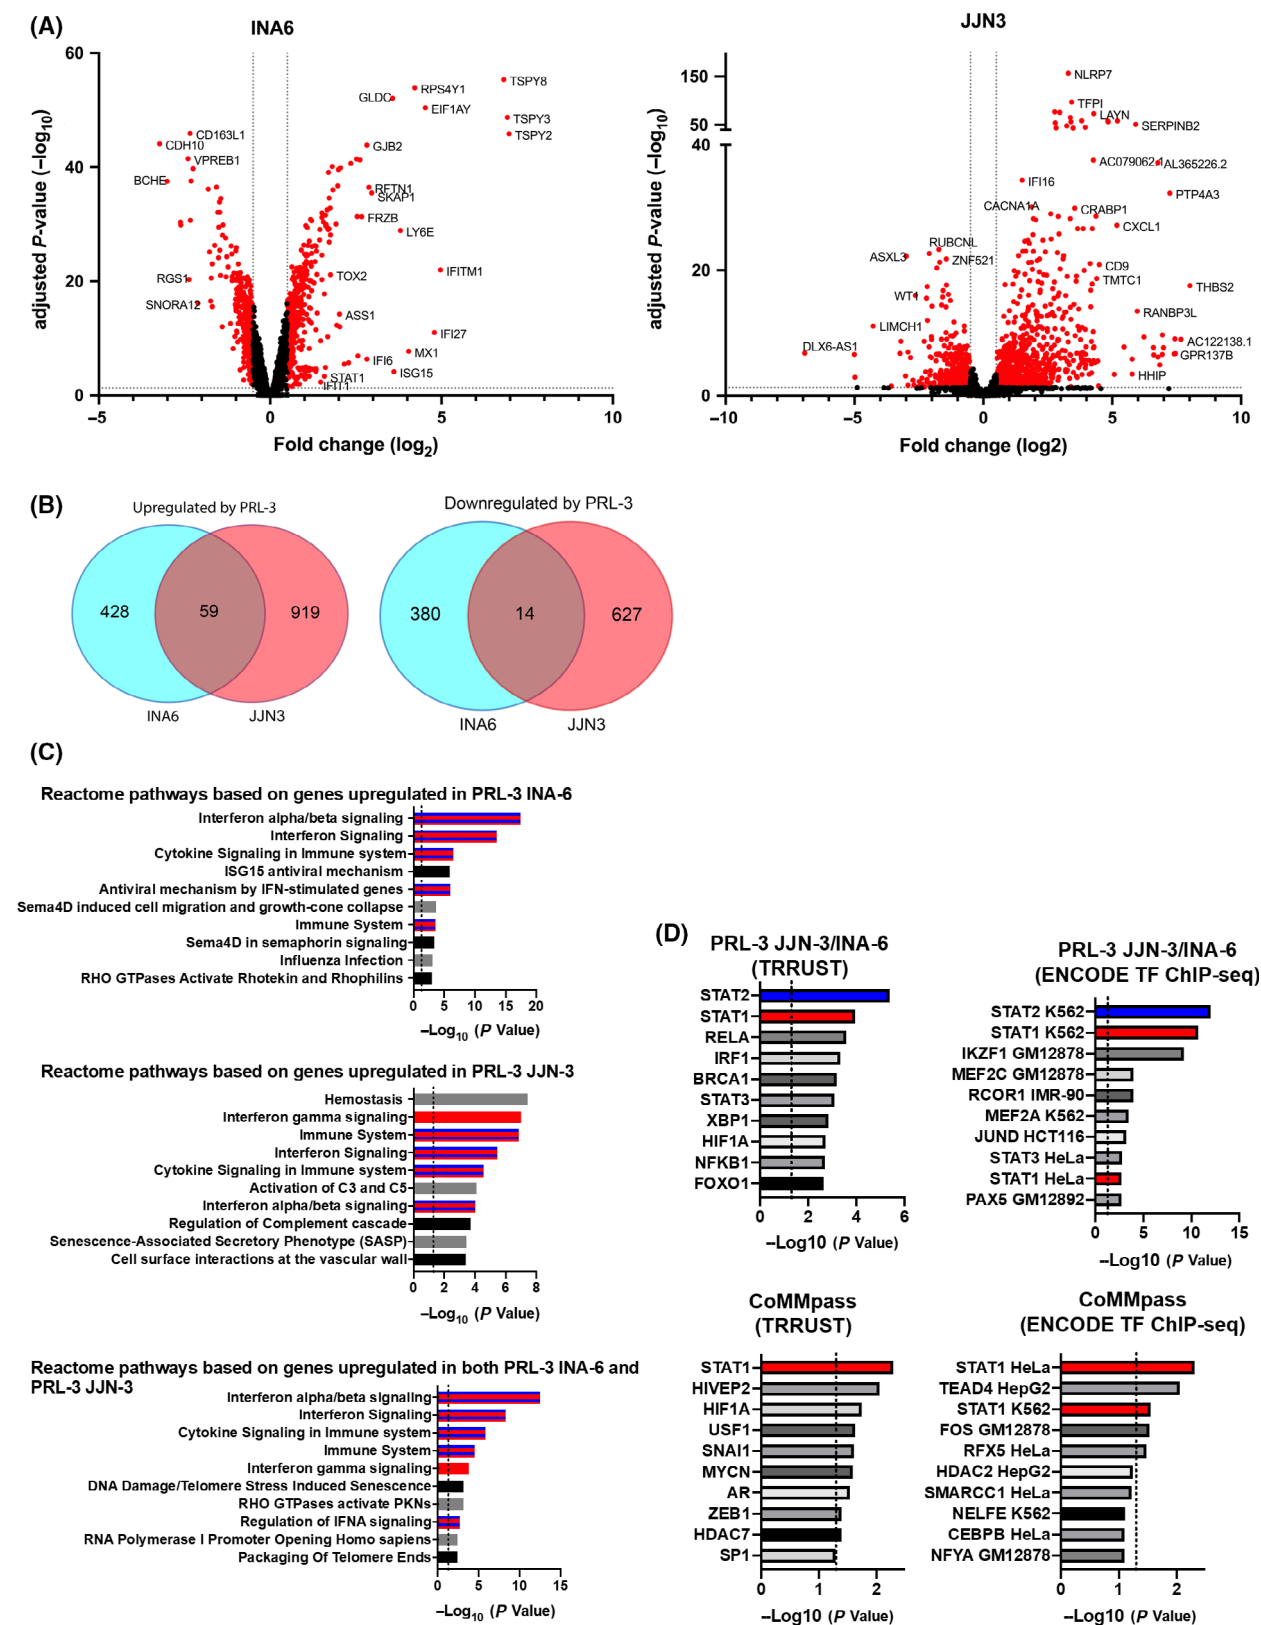 (A)
INA6
adjusted P-value (−log10)
60
40
20
0
−5
0
5
10
Fold change (log2)
TSPY8
RPS4Y1
GLDC
EIF1AY
TSPY3
TSPY2
CD163L1
CDH10
VPREB1
GJB2
BCHE
RFTN1
SKAP1
FRZB
LY6E
RGS1
TOX2
IFITM1
SNORA12
ASS1
IFI27
MX1
IFI6
ISG15
STAT1
IFIT1
JJN3
adjusted P-value (−log10)
150
100
50
40
20
0
−10
−5
0
5
10
Fold change (log2)
NLRP7
TFPI
LAYN
SERPINB2
AC079062.1
AL365226.2
IFI16
PTP4A3
CACNA1A
CRABP1
CXCL1
RUBCNL
ASXL3
ZNF521
CD9
TMTC1
WT1
THBS2
RANBP3L
LIMCH1
DLX6-AS1
AC122138.1
GPR137B
HHIP
(B)
Upregulated by PRL-3
428
59
919
INA6
JJN3
Downregulated by PRL-3
380
14
627
INA6
JJN3
(C)
Reactome pathways based on genes upregulated in PRL-3 INA-6
Interferon alpha/beta signaling
Interferon Signaling
Cytokine Signaling in Immune system
ISG15 antiviral mechanism
Antiviral mechanism by IFN-stimulated genes
Sema4D induced cell migration and growth-cone collapse
Immune System
Sema4D in semaphorin signaling
Influenza Infection
RHO GTPases Activate Rhotekin and Rhophilins
0 5 10 15 20
−Log10 (P Value)
Reactome pathways based on genes upregulated in PRL-3 JJN-3
Hemostasis
Interferon gamma signaling
Immune System
Interferon Signaling
Cytokine Signaling in Immune system
Activation of C3 and C5
Interferon alpha/beta signaling
Regulation of Complement cascade
Senescence-Associated Secretory Phenotype (SASP)
Cell surface interactions at the vascular wall
0 2 4 6 8
−Log10 (P Value)
Reactome pathways based on genes upregulated in both PRL-3 INA-6 and
PRL-3 JJN-3
Interferon alpha/beta signaling
Interferon Signaling
Cytokine Signaling in Immune system
Immune System
Interferon gamma signaling
DNA Damage/Telomere Stress Induced Senescence
RHO GTPases activate PKNs
Regulation of IFNA signaling
RNA Polymerase I Promoter Opening Homo sapiens
Packaging Of Telomere Ends
0 5 10 15
−Log10 (P Value)
(D)
PRL-3 JJN-3/INA-6
(TRRUST)
STAT2
STAT1
RELA
IRF1
BRCA1
STAT3
XBP1
HIF1A
NFKB1
FOXO1
0 2 4 6
−Log10 (P Value)
PRL-3 JJN-3/INA-6
(ENCODE TF ChIP-seq)
STAT2 K562
STAT1 K562
IKZF1 GM12878
MEF2C GM12878
RCOR1 IMR-90
MEF2A K562
JUND HCT116
STAT3 HeLa
STAT1 HeLa
PAX5 GM12892
0 5 10 15
−Log10 (P Value)
CoMMpass
(TRRUST)
STAT1
HIVEP2
HIF1A
USF1
SNAI1
MYCN
AR
ZEB1
HDAC7
SP1
0 1 2
−Log10 (P Value)
CoMMpass
(ENCODE TF ChIP-seq)
STAT1 HeLa
TEAD4 HepG2
STAT1 K562
FOS GM12878
RFX5 HeLa
HDAC2 HepG2
SMARCC1 HeLa
NELFE K562
CEBPB HeLa
NFYA GM12878
0 1 2
−Log10 (P Value)